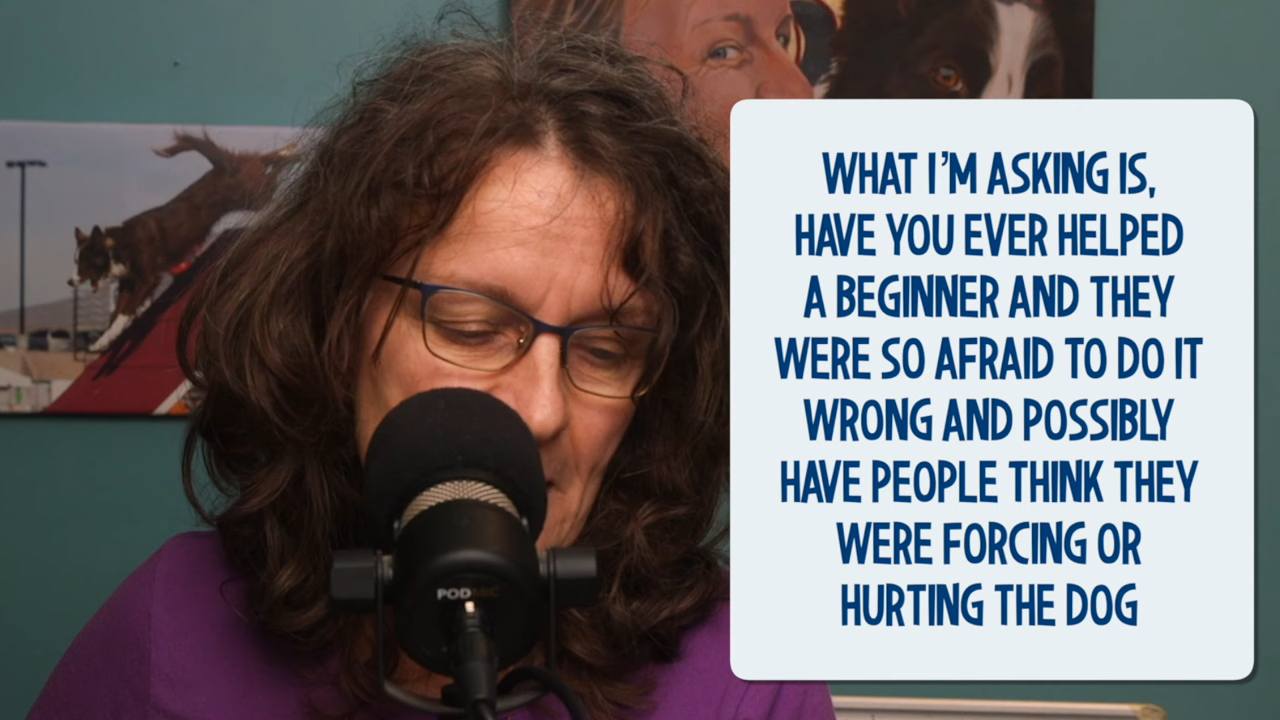 WHAT I'M ASKING IS,
HAVE YOU EVER HELPED
A BEGINNER AND THEY
WERE SO AFRAID TO DO IT
WRONG AND POSSIBLY
HAVE PEOPLE THINK THEY
WERE FORCING OR
HURTING THE DOG
PODMIC